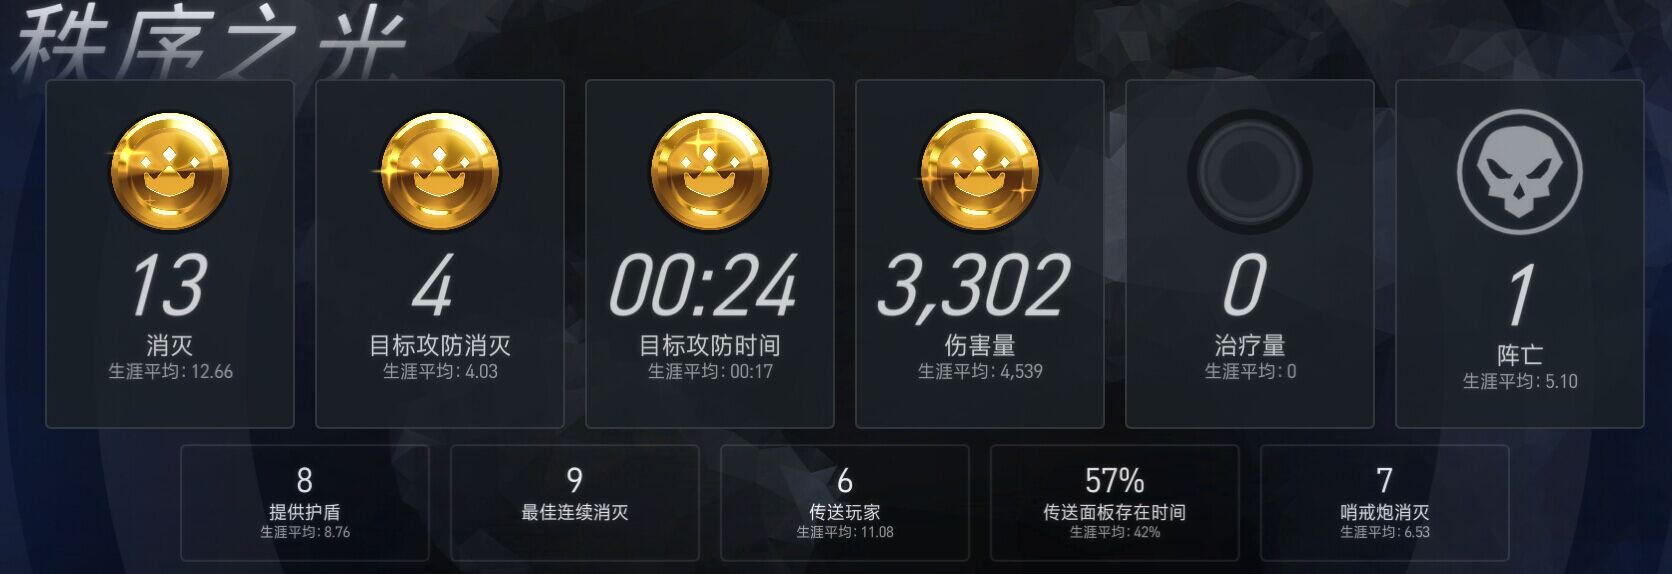 秩序之光
13
消灭
生涯平均: 12.66
4
目标攻防消灭
生涯平均: 4.03
00:24
目标攻防时间
生涯平均: 00:17
3,302
伤害量
生涯平均: 4,539
0
治疗量
生涯平均: 0
1
阵亡
生涯平均: 5.10
8
提供护盾
生涯平均: 8.76
9
最佳连续消灭
6
传送玩家
生涯平均: 11.08
57%
传送面板存在时间
生涯平均: 42%
7
哨戒炮消灭
生涯平均: 6.53